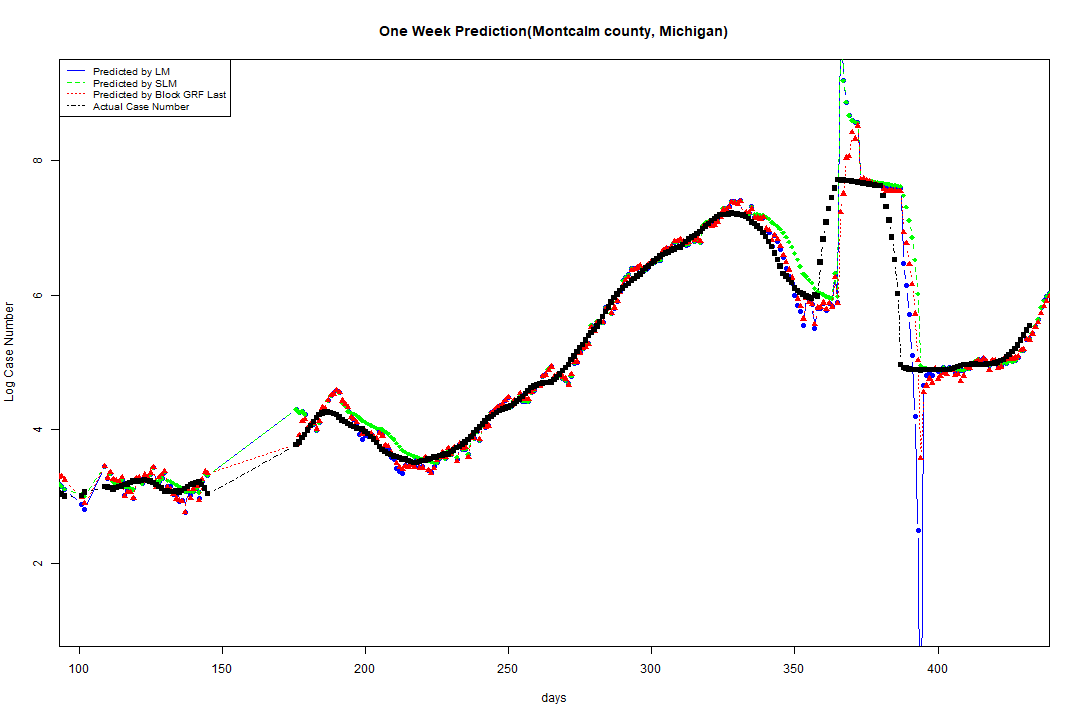 One Week Prediction(Montcalm county, Michigan)
Predicted by LM
Predicted by SLM
Predicted by Block GRF Last
Actual Case Number
Log Case Number
8
6
4
2
100 150 200 250 300 350 400
days